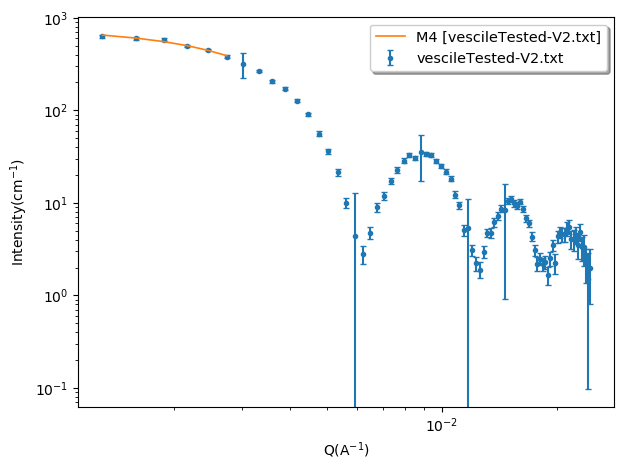 M4 [vescileTested-V2.txt]
vescileTested-V2.txt
10³
10²
10¹
10⁰
10⁻¹
Intensity(cm⁻¹)
10⁻²
Q(A⁻¹)